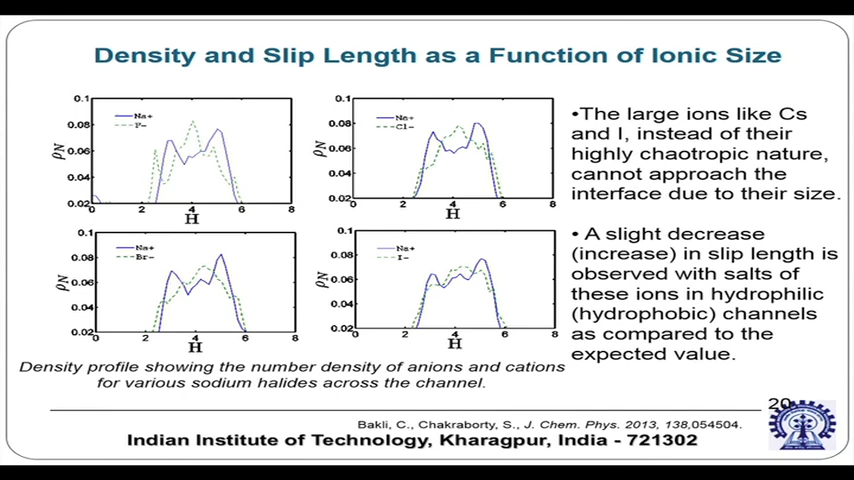 Density and Slip Length as a Function of Ionic Size
0.1
0.08
0.06
0.04
0.02
0
2
4
6
8
ρN
H
Na+
F-
0.1
0.08
0.06
0.04
0.02
0
2
4
6
8
ρN
H
Na+
Cl-
0.1
0.08
0.06
0.04
0.02
0
2
4
6
8
ρN
H
Na+
Br-
0.1
0.08
0.06
0.04
0.02
0
2
4
6
8
ρN
H
Na+
I-
Density profile showing the number density of anions and cations
for various sodium halides across the channel.
•The large ions like Cs
and I, instead of their
highly chaotropic nature,
cannot approach the
interface due to their size.
• A slight decrease
(increase) in slip length is
observed with salts of
these ions in hydrophilic
(hydrophobic) channels
as compared to the
expected value.
20
Bakli, C., Chakraborty, S., J. Chem. Phys. 2013, 138,054504.
Indian Institute of Technology, Kharagpur, India - 721302